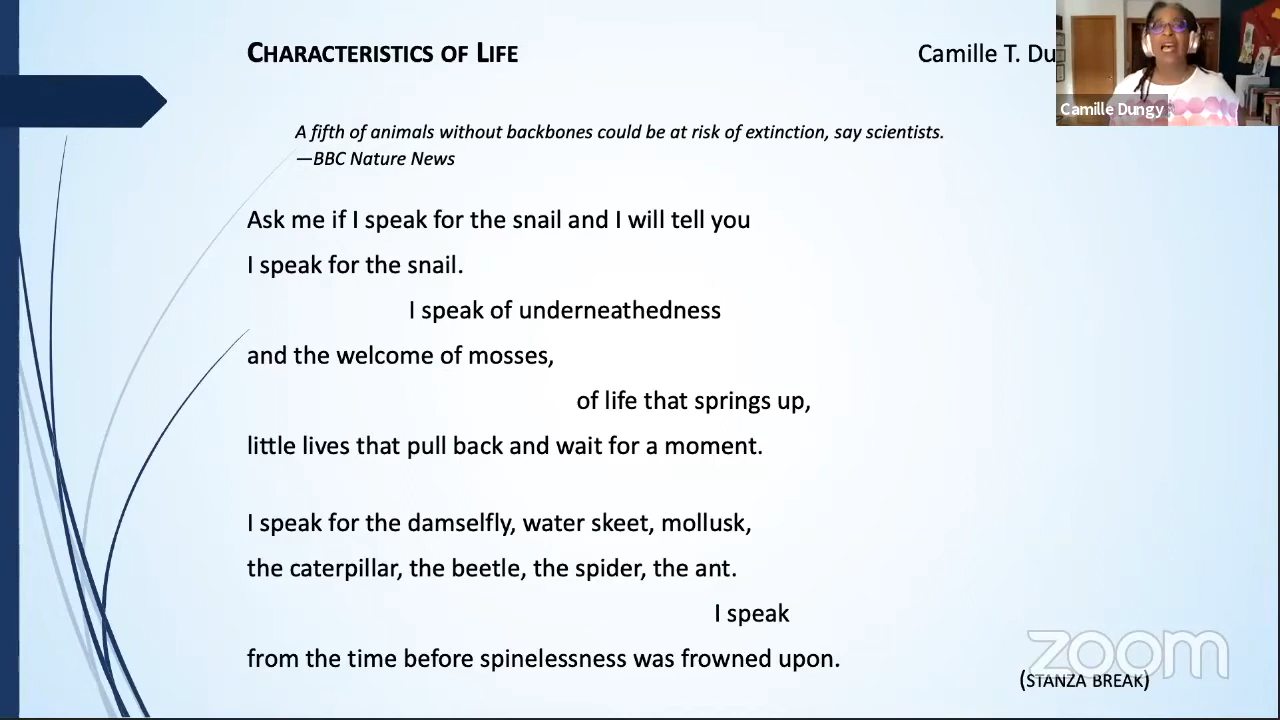 CHARACTERISTICS OF LIFE
Camille T. Du
Camille Dungy
A fifth of animals without backbones could be at risk of extinction, say scientists.
—BBC Nature News
Ask me if I speak for the snail and I will tell you
I speak for the snail.
I speak of underneathedness
and the welcome of mosses,
of life that springs up,
little lives that pull back and wait for a moment.
I speak for the damselfly, water skeet, mollusk,
the caterpillar, the beetle, the spider, the ant.
I speak
from the time before spinelessness was frowned upon.
zoom
(STANZA BREAK)